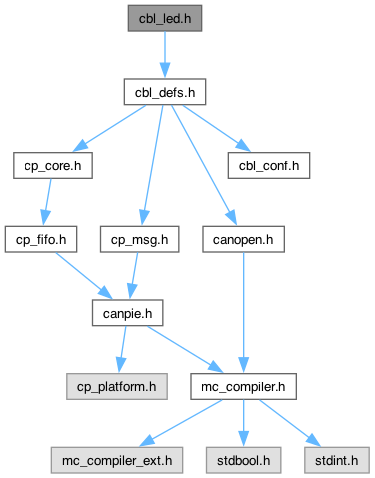 cbl_led.h
cbl_defs.h
cp_core.h
cbl_conf.h
cp_fifo.h
cp_msg.h
canopen.h
canpie.h
cp_platform.h
mc_compiler.h
mc_compiler_ext.h
stdbool.h
stdint.h